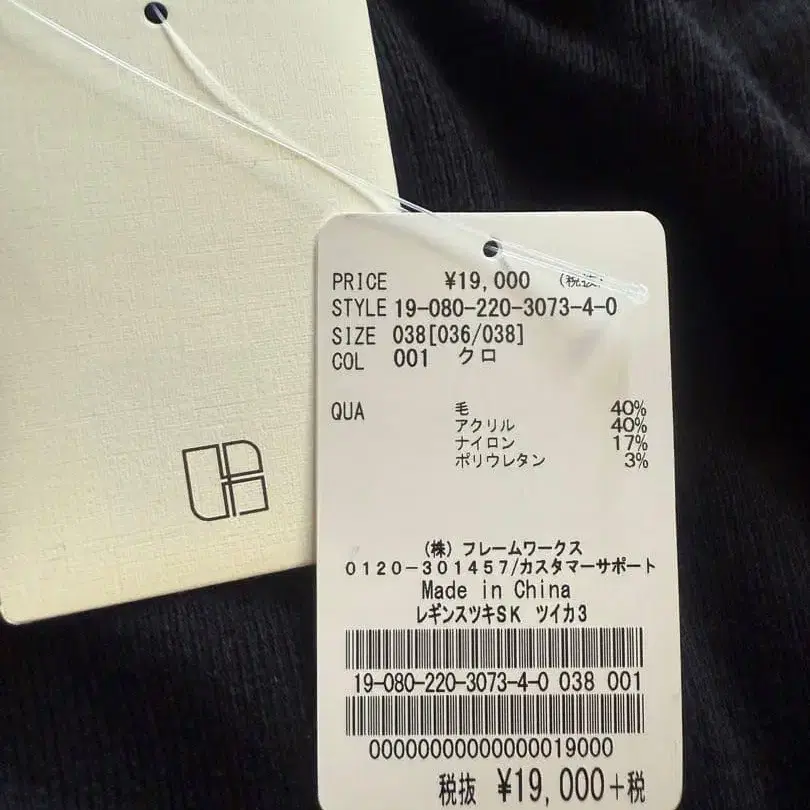 PRICE ¥19,000 (税抜)
STYLE 19-080-220-3073-4-0
SIZE 038[036/038]
COL 001 クロ
QUA 毛 40%
アクリル 40%
ナイロン 17%
ポリウレタン 3%
(株) フレームワークス
0120-301457/カスタマーサポート
Made in China
レギンスツキSK ツイカ3
19-080-220-3073-4-0 038 001
00000000000000019000
税抜 ¥19,000+税